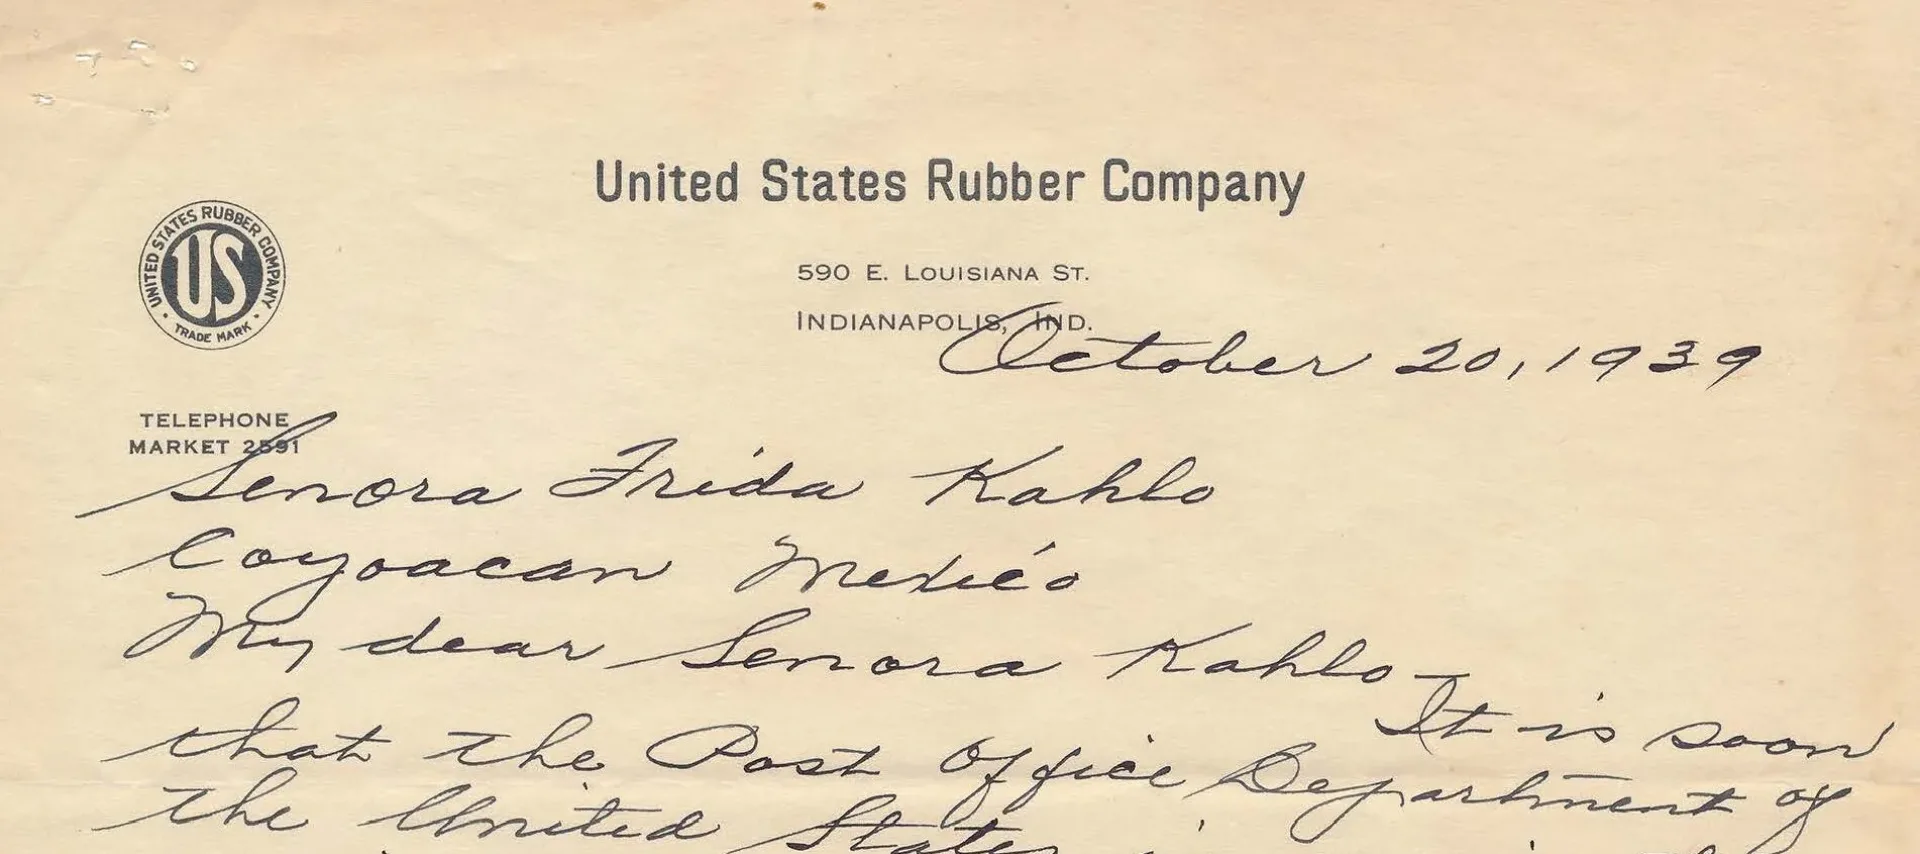 United States Rubber Company
UNITED STATES RUBBER COMPANY
US
TRADE MARK
590 E. LOUISIANA ST.
INDIANAPOLIS, IND.
October 20, 1939
TELEPHONE
MARKET 2591
Senora Frida Kahlo
Coyoacan Mexićo
My dear Senora Kahlo-
It is soon
that the Post Office Department of
the United States